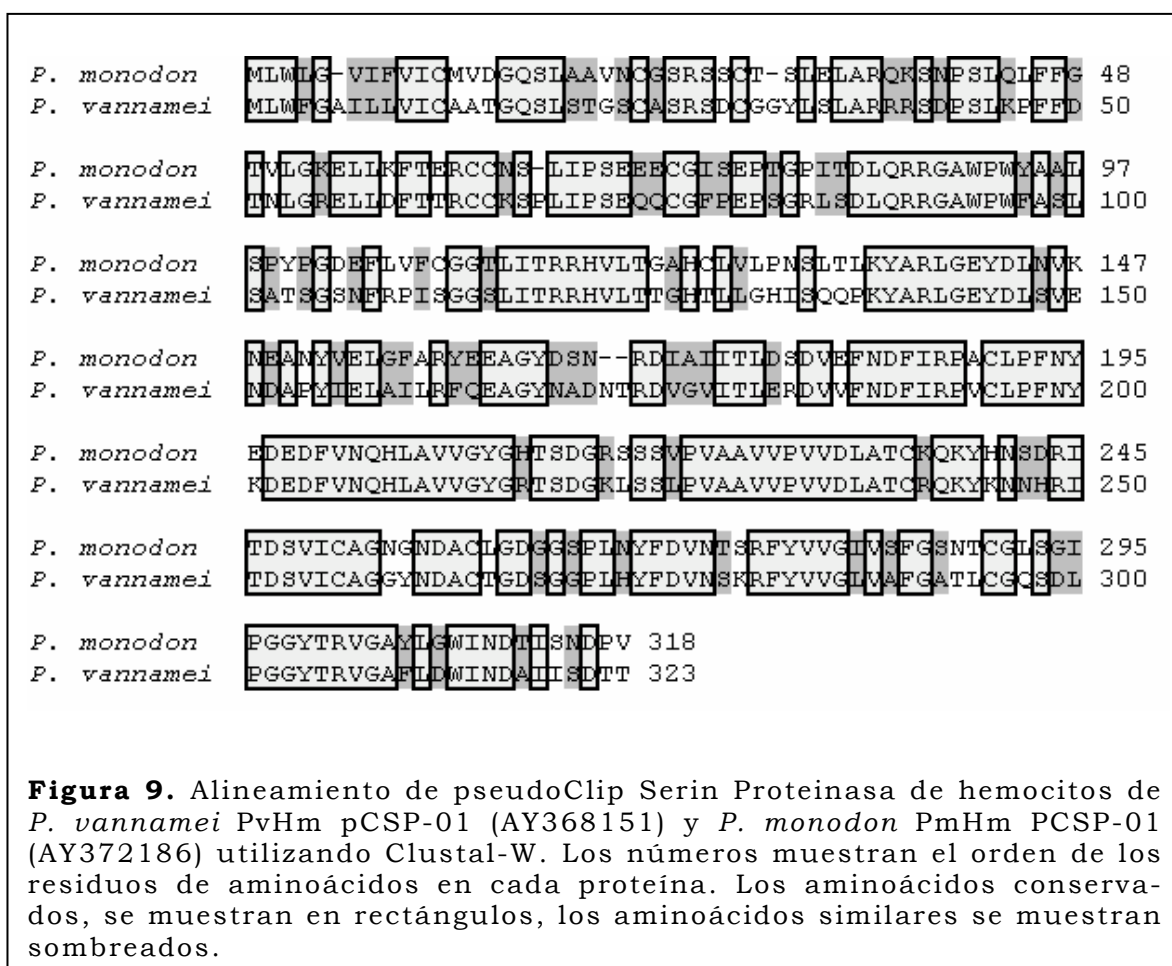 P. monodon MLWLG-VIFVICMVDGQSLAAVNCGSRSSCT-SLELARQKSNPSLQLFFG 48
P. vannamei MLWFGAILLVICAATGQSLSTGSCASRSDCGGYLSLARRRSDPSLKPFFD 50
P. monodon TVLGKELLKFTERCCNS-LIPSEEECGISEPTGPITDLQRRGAWPWYAAL 97
P. vannamei TNLGRELLDFTTRCCKSPLIPSEQQCGFPEPSGRLSDLQRRGAWPWFASL 100
P. monodon SPYPGDEFLVFCGGTLITRRHVLTGAHCLVLPNSLTLKYARLGEYDLNVK 147
P. vannamei SATSGSNFRPISGGSLITRRHVLTTGHTLLGHISQQPKYARLGEYDLSVE 150
P. monodon NEANYVELGFARYEEAGYDSN--RDIAIITLDSDVEFNDFIRPACLPFNY 195
P. vannamei NDAPYIELAILRFQEAGYNADNTRDVGVITLERDVVFNDFIRPVCLPFNY 200
P. monodon EDEDFVNQHLAVVGYGHTSDGRSSSVPVAAVVPVVDLATCKQKYHNSDRI 245
P. vannamei KDEDFVNQHLAVVGYGRTSDGKLSSLPVAAVVPVVDLATCRQKYKNNHRI 250
P. monodon TDSVICAGNGNDACLGDGGSPLNYFDVNTSRFYVVGIVSFGSNTCGLSGI 295
P. vannamei TDSVICAGGYNDACTGDSGGPLHYFDVNSKRFYVVGLVAFGATLCGQSDL 300
P. monodon PGGYTRVGAYLGWINDTISNDPV 318
P. vannamei PGGYTRVGAFLDWINDALISDTT 323
Figura 9. Alineamiento de pseudoClip Serin Proteinasa de hemocitos de
P. vannamei PvHm pCSP-01 (AY368151) y P. monodon PmHm PCSP-01
(AY372186) utilizando Clustal-W. Los números muestran el orden de los
residuos de aminoácidos en cada proteína. Los aminoácidos conserva-
dos, se muestran en rectángulos, los aminoácidos similares se muestran
sombreados.